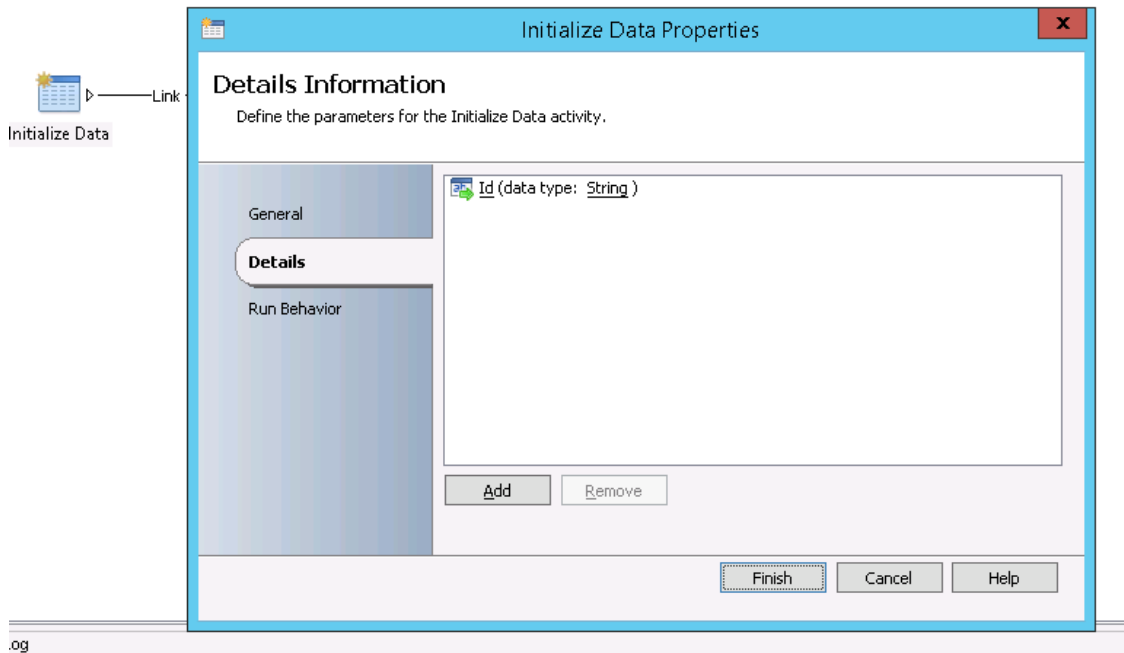 Initialize Data Properties
x
Details Information
Define the parameters for the Initialize Data activity.
Link
Initialize Data
General
Details
Run Behavior
Id (data type: String )
Add
Remove
Finish
Cancel
Help
.og